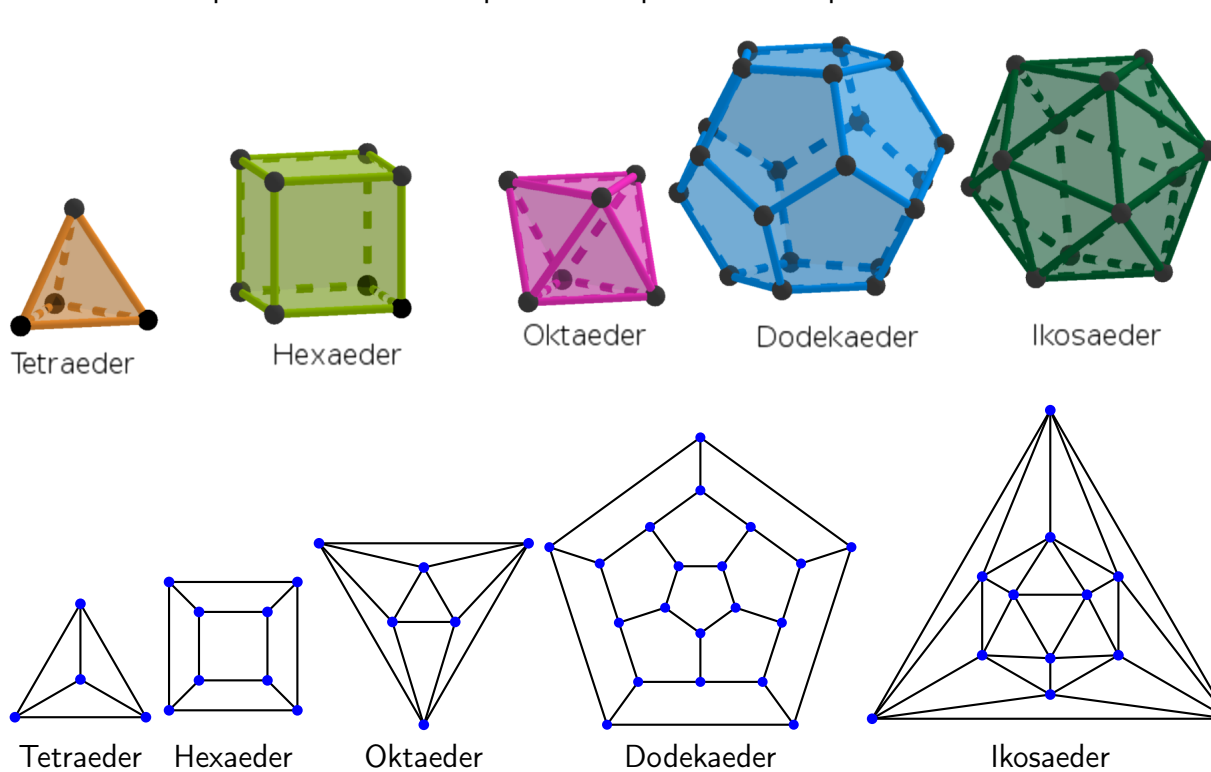 Tetraeder
Hexaeder
Oktaeder
Dodekaeder
Ikosaeder
Tetraeder Hexaeder Oktaeder Dodekaeder Ikosaeder